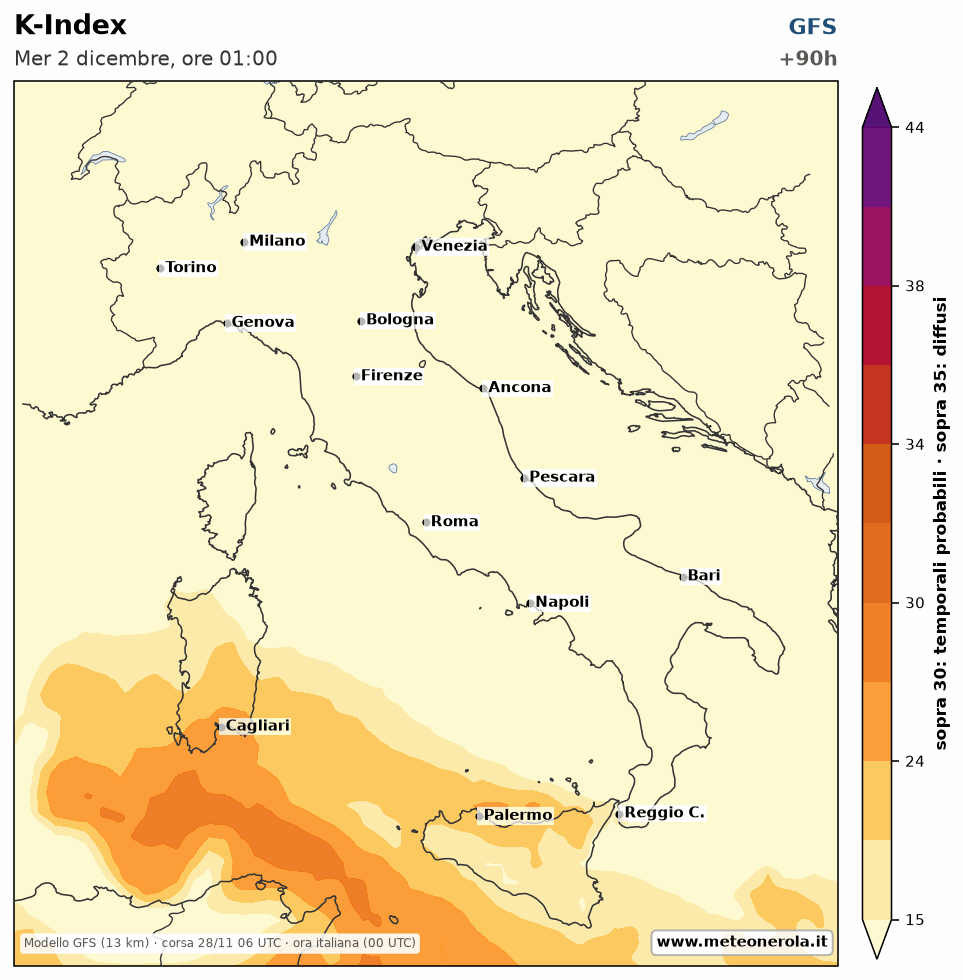 K-Index
GFS
Mer 2 dicembre, ore 01:00
+90h
44
Milano
Venezia
Torino
38
Genova
Bologna
Firenze
Ancona
34
Pescara
Roma
Bari
30
Napoli
sopra 30: temporali probabili · sopra 35: diffusi
Cagliari
24
Palermo
Reggio C.
15
Modello GFS (13 km) · corsa 28/11 06 UTC · ora italiana (00 UTC)
www.meteonerola.it